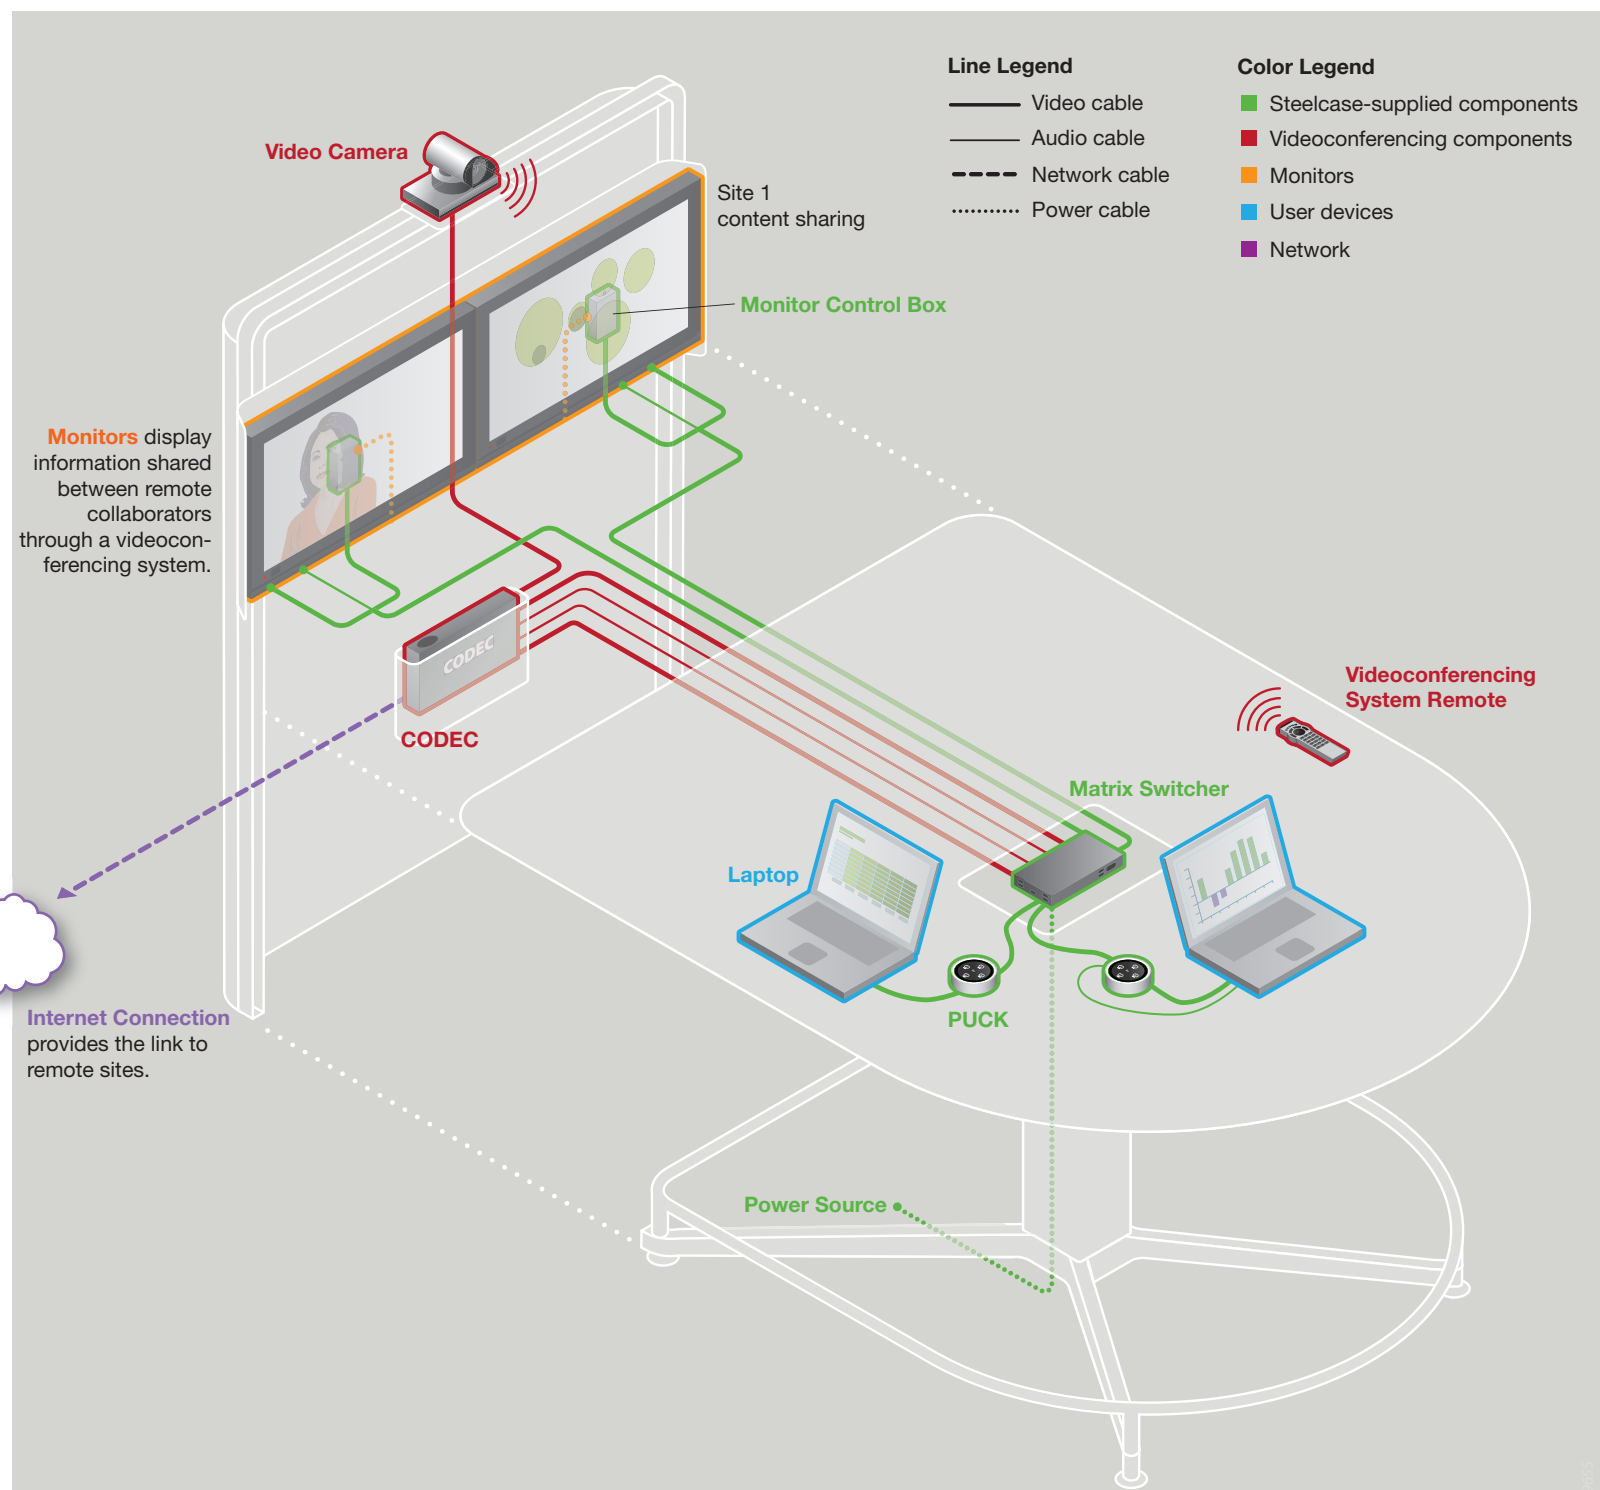 Line Legend
Video cable
Audio cable
Network cable
Power cable
Color Legend
Steelcase-supplied components
Videoconferencing components
Monitors
User devices
Network
Video Camera
Site 1
content sharing
Monitor Control Box
Monitors display
information shared
between remote
collaborators
through a videocon-
ferencing system.
CODEC
CODEC
Videoconferencing
System Remote
Matrix Switcher
Laptop
PUCK
Internet Connection
provides the link to
remote sites.
Power Source